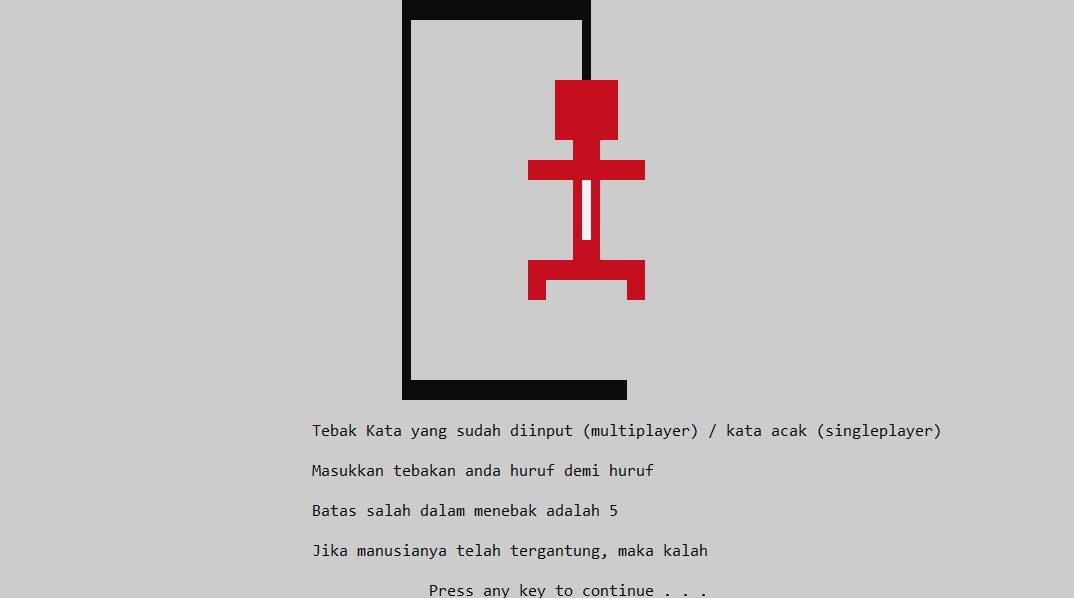 Tebak Kata yang sudah diinput (multiplayer) / kata acak (singleplayer)
Masukkan tebakan anda huruf demi huruf
Batas salah dalam menebak adalah 5
Jika manusianya telah tergantung, maka kalah
Press any key to continue . . .